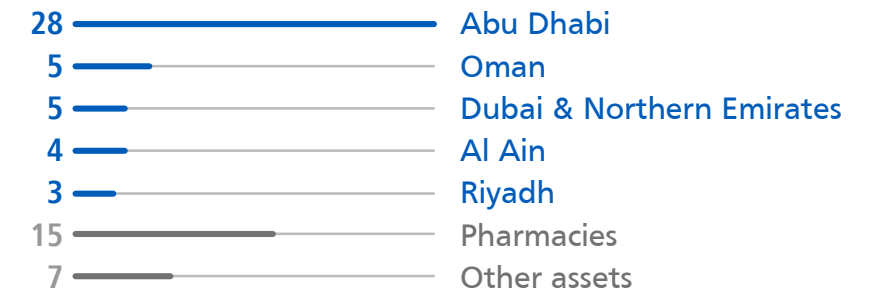 28 Abu Dhabi
5 Oman
5 Dubai & Northern Emirates
4 Al Ain
3 Riyadh
15 Pharmacies
7 Other assets